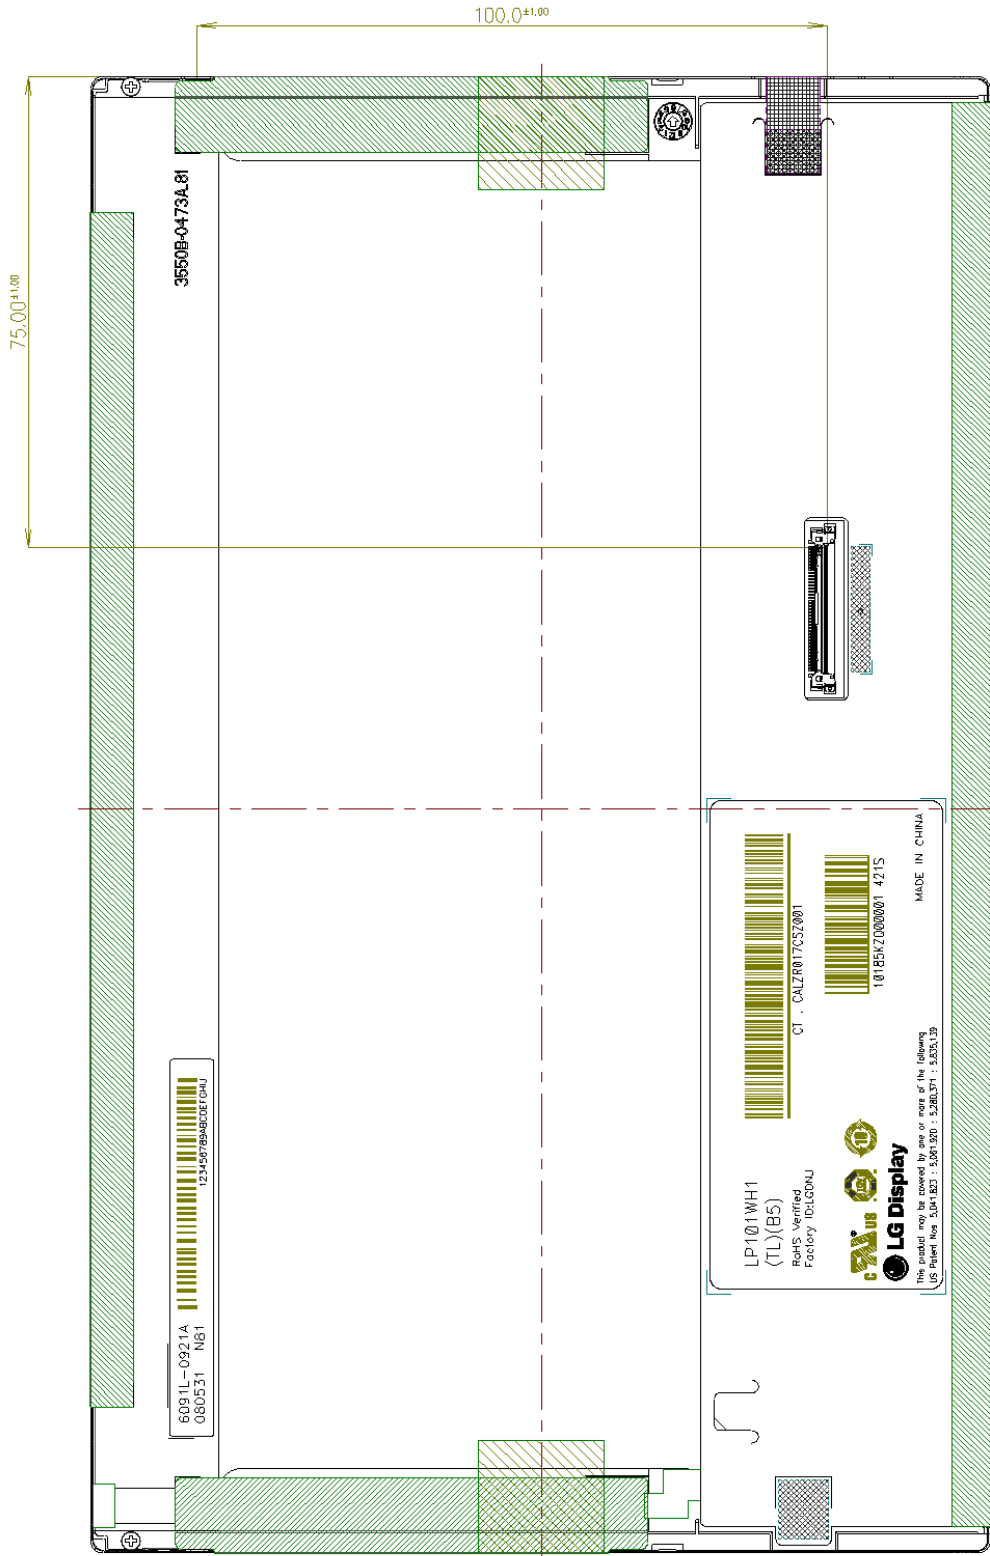 100.0±1.00
75.00±1.00
3550B-0473A.81
6091L-0921A
080531 N81
123456789ABCDEFGHIJ
LP101WH1
(TL)(B5)
RoHS Verified
Factory ID:LGDNJ
CT . CALZR017C5Z001
10185KZ000001 421S
MADE IN CHINA
c US
LG Display
This product may be covered by one or more of the following
US Patent Nos 5,041,823 : 5,061,920 : 5,280,371 : 5,835,139